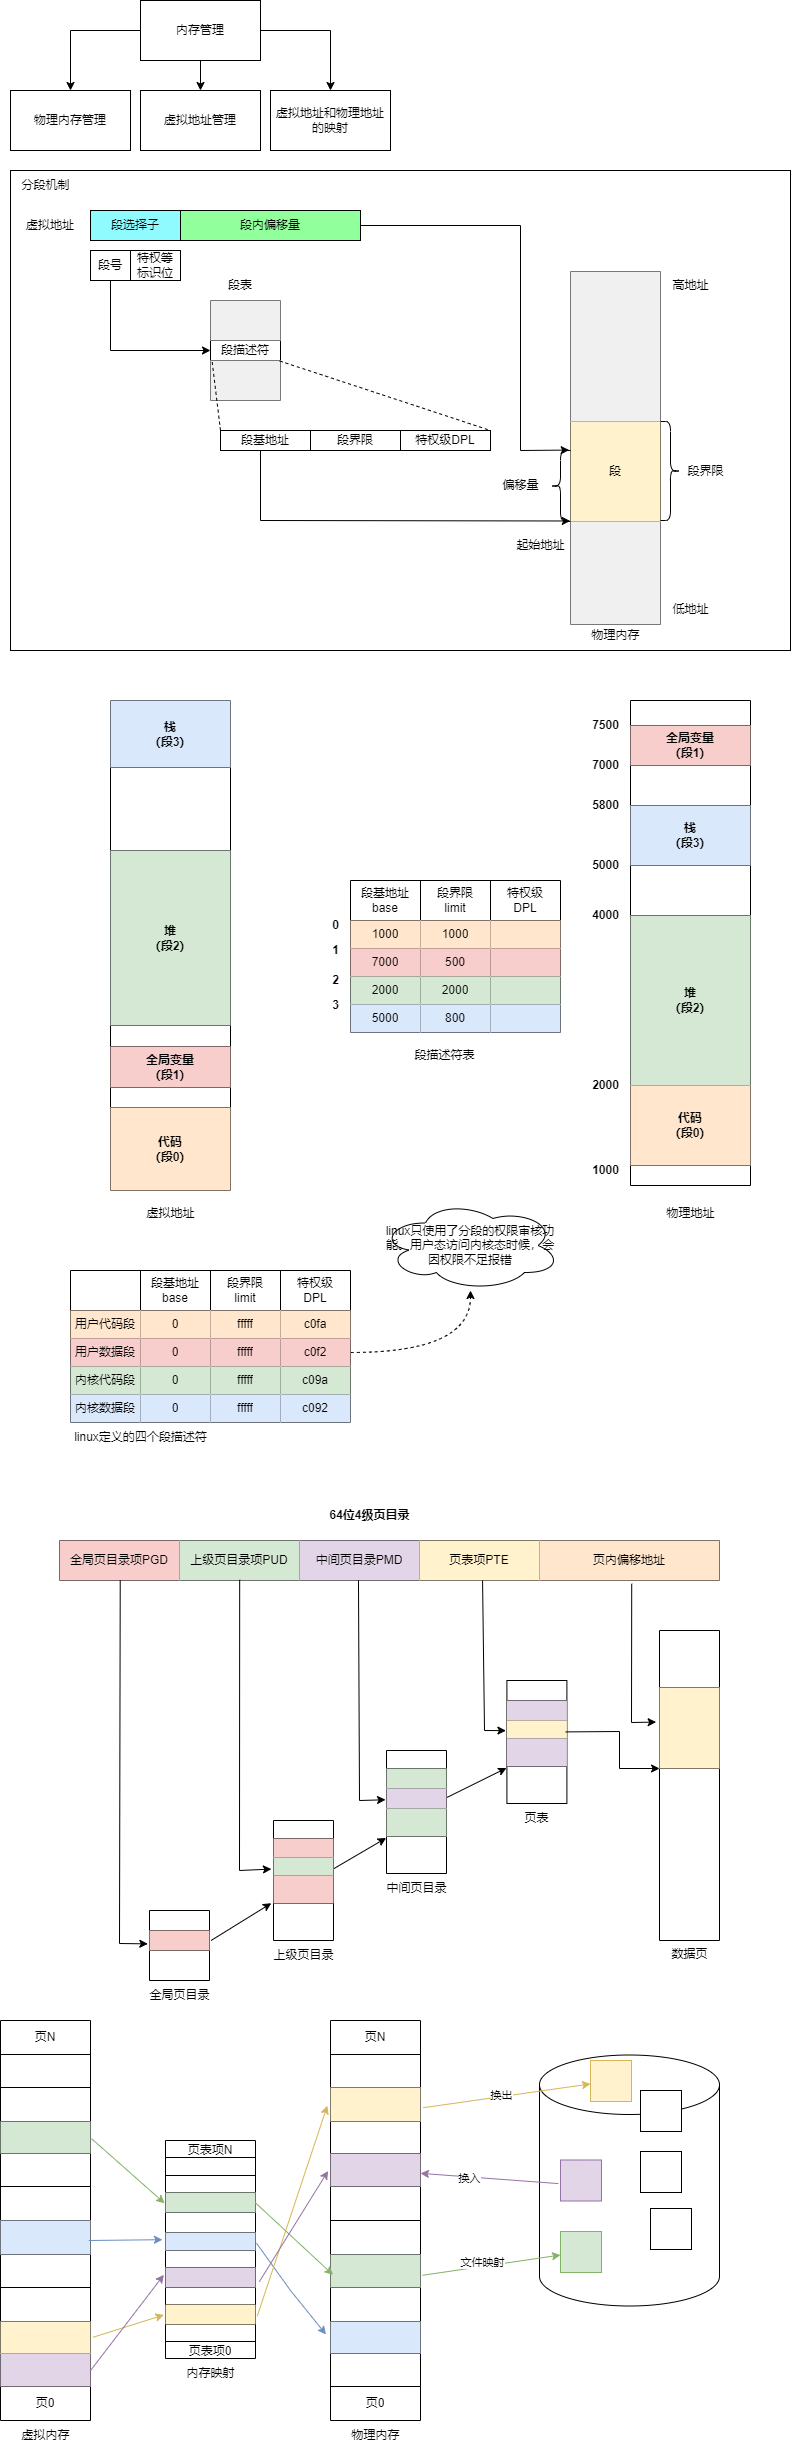 内存管理
物理内存管理
虚拟地址管理
虚拟地址和物理地址
的映射
分段机制
虚拟地址
段选择子
段内偏移量
段号
特权等
标识位
段表
段描述符
段基地址
段界限
特权级DPL
高地址
段
偏移量
段界限
起始地址
低地址
物理内存
栈
(段3)
堆
(段2)
全局变量
(段1)
代码
(段0)
虚拟地址
段基地址
base
段界限
limit
特权级
DPL
0
1000
1000
1
7000
500
2
2000
2000
3
5000
800
段描述符表
7500
全局变量
(段1)
7000
5800
栈
(段3)
5000
4000
堆
(段2)
2000
代码
(段0)
1000
物理地址
linux只使用了分段的权限审核功
能，用户态访问内核态时候，会
因权限不足报错
段基地址
base
段界限
limit
特权级
DPL
用户代码段
0
fffff
c0fa
用户数据段
0
fffff
c0f2
内核代码段
0
fffff
c09a
内核数据段
0
fffff
c092
linux定义的四个段描述符
64位4级页目录
全局页目录项PGD
上级页目录项PUD
中间页目录PMD
页表项PTE
页内偏移地址
页表
中间页目录
上级页目录
数据页
全局页目录
页N
页0
虚拟内存
页表项N
页表项0
内存映射
页N
页0
物理内存
换出
换入
文件映射